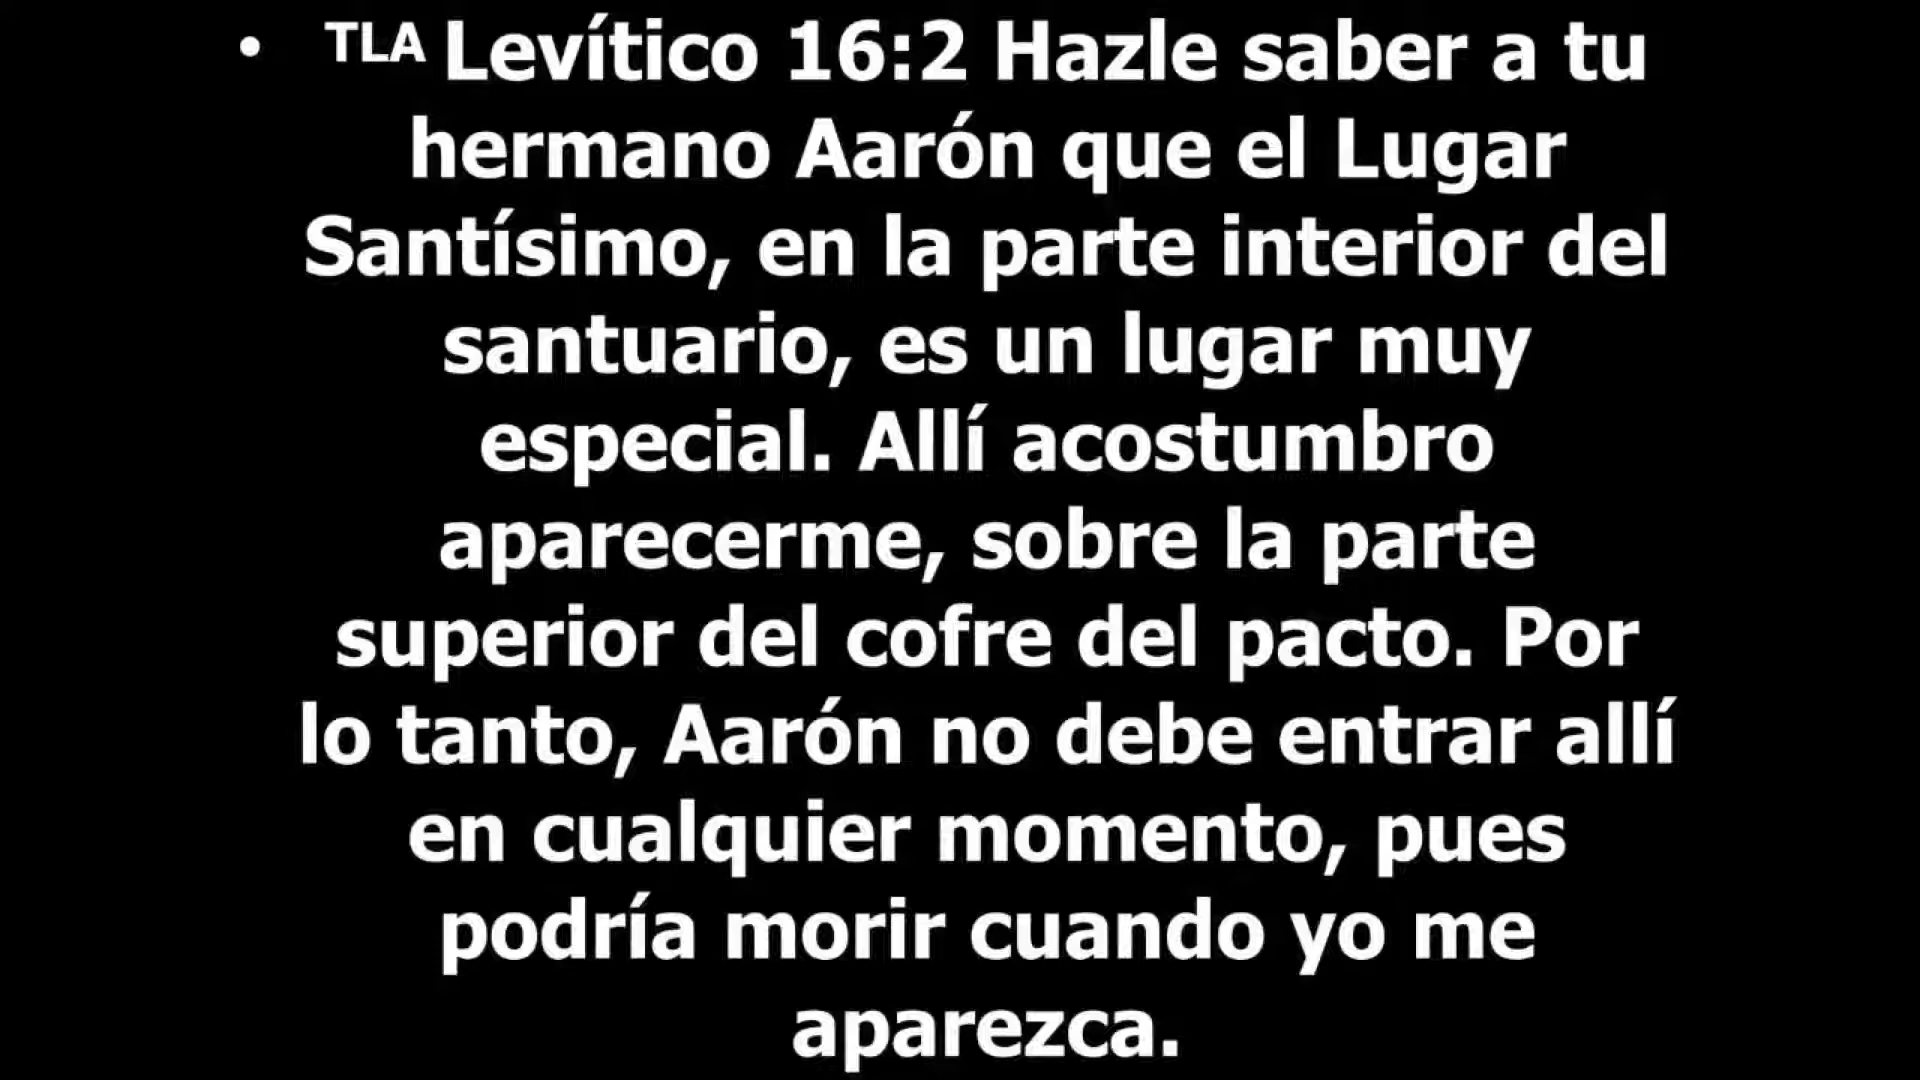 • TLA Levítico 16:2 Hazle saber a tu
hermano Aarón que el Lugar
Santísimo, en la parte interior del
santuario, es un lugar muy
especial. Allí acostumbro
aparecerme, sobre la parte
superior del cofre del pacto. Por
lo tanto, Aarón no debe entrar allí
en cualquier momento, pues
podría morir cuando yo me
aparezca.